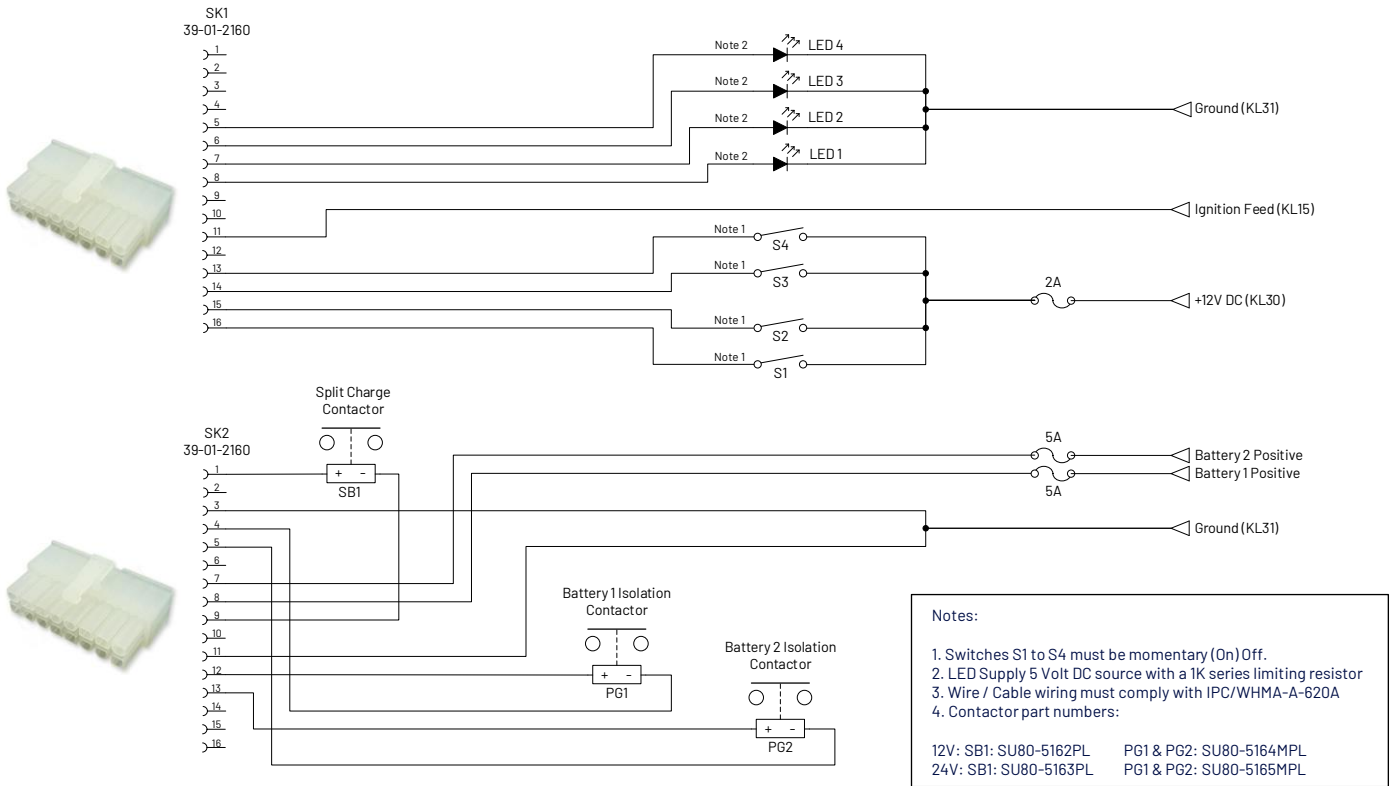 SK1
39-01-2160
1
2
3
4
5
6
7
8
9
10
11
12
13
14
15
16
Note 2 LED 4
Note 2 LED 3
Note 2 LED 2
Note 2 LED 1
Ground (KL31)
Ignition Feed (KL15)
Note 1 S4
Note 1 S3
Note 1 S2
Note 1 S1
2A
+12V DC (KL30)
Split Charge
Contactor
+ -
SB1
SK2
39-01-2160
1
2
3
4
5
6
7
8
9
10
11
12
13
14
15
16
5A
Battery 2 Positive
Battery 1 Positive
5A
Ground (KL31)
Battery 1 Isolation
Contactor
+ -
PG1
Battery 2 Isolation
Contactor
+ -
PG2
Notes:
1. Switches S1 to S4 must be momentary (On) Off.
2. LED Supply 5 Volt DC source with a 1K series limiting resistor
3. Wire / Cable wiring must comply with IPC/WHMA-A-620A
4. Contactor part numbers:
12V: SB1: SU80-5162PL PG1 & PG2: SU80-5164MPL
24V: SB1: SU80-5163PL PG1 & PG2: SU80-5165MPL